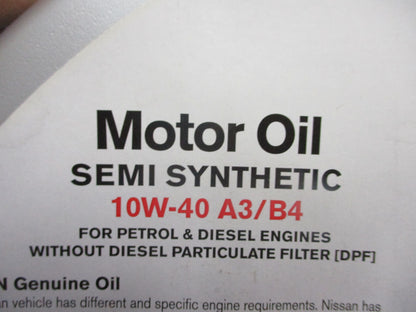 Motor Oil
SEMI SYNTHETIC
10W-40 A3/B4
FOR PETROL & DIESEL ENGINES
WITHOUT DIESEL PARTICULATE FILTER [DPF]
N Genuine Oil
an vehicle has different and specific engine requirements. Nissan has